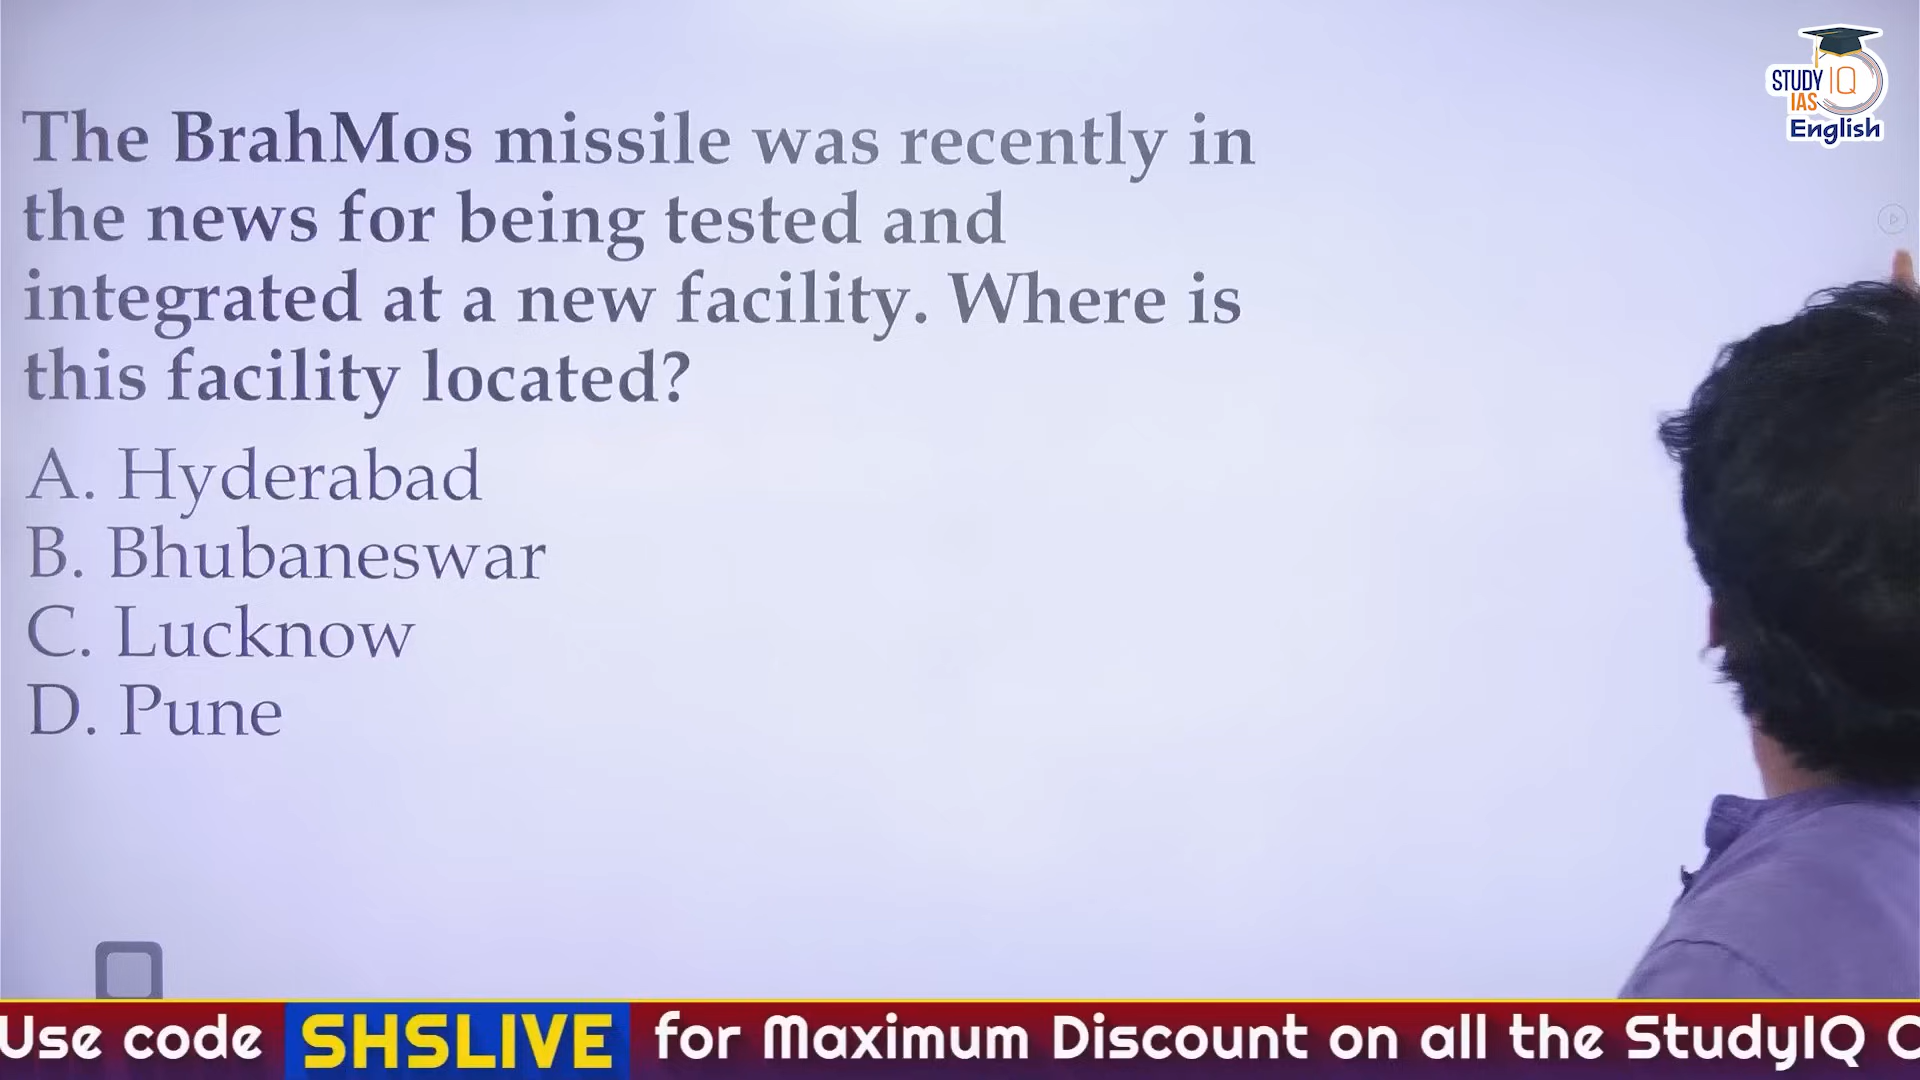 STUDY IQ
IAS
English
The BrahMos missile was recently in
the news for being tested and
integrated at a new facility. Where is
this facility located?
A. Hyderabad
B. Bhubaneswar
C. Lucknow
D. Pune
Use code SHSLIVE for Maximum Discount on all the StudyIQ